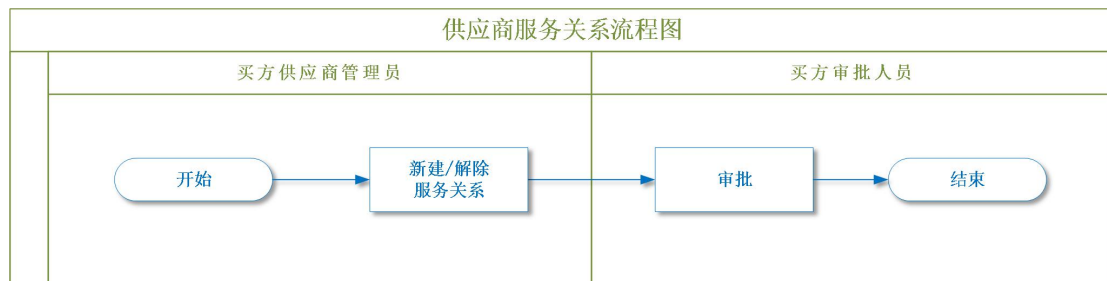 供应商服务关系流程图
买方供应商管理员
买方审批人员
开始
新建/解除
服务关系
审批
结束